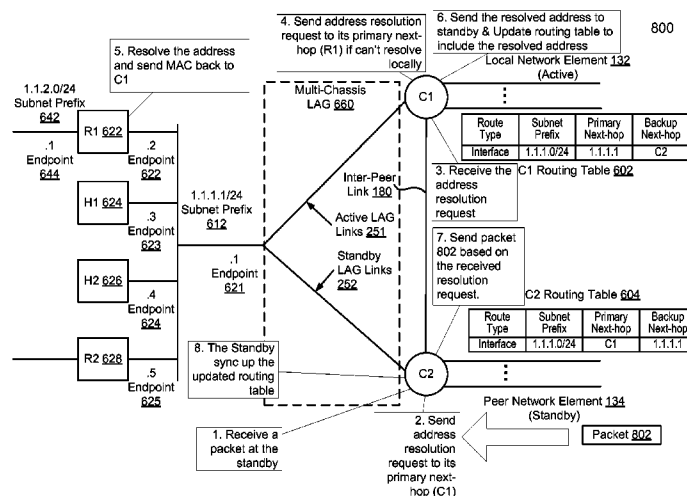 800
5. Resolve the address
and send MAC back to
C1
4. Send address resolution
request to its primary next-
hop (R1) if can't resolve
locally
6. Send the resolved address to
standby & Update routing table to
include the resolved address
Local Network Element 132
(Active)
C1
Multi-Chassis
LAG 660
1.1.2.0/24
Subnet Prefix
642
R1 622
.1
Endpoint
644
.2
Endpoint
622
H1 624
.3
Endpoint
623
H2 626
.4
Endpoint
624
R2 628
.5
Endpoint
625
1.1.1.1/24
Subnet Prefix
612
.1
Endpoint
621
Inter-Peer
Link 180
Active LAG
Links 251
Standby
LAG Links
252
Route Type Subnet Prefix Primary Next-hop Backup Next-hop
Interface 1.1.1.0/24 1.1.1.1 C2
C1 Routing Table 602
3. Receive the
address
resolution
request
7. Send packet
802 based on
the received
resolution
request.
C2 Routing Table 604
Route Type Subnet Prefix Primary Next-hop Backup Next-hop
Interface 1.1.1.0/24 C1 1.1.1.1
8. The Standby
sync up the
updated routing
table
C2
Peer Network Element 134
(Standby)
1. Receive a
packet at the
standby
2. Send
address
resolution
request to its
primary next-
hop (C1)
Packet 802